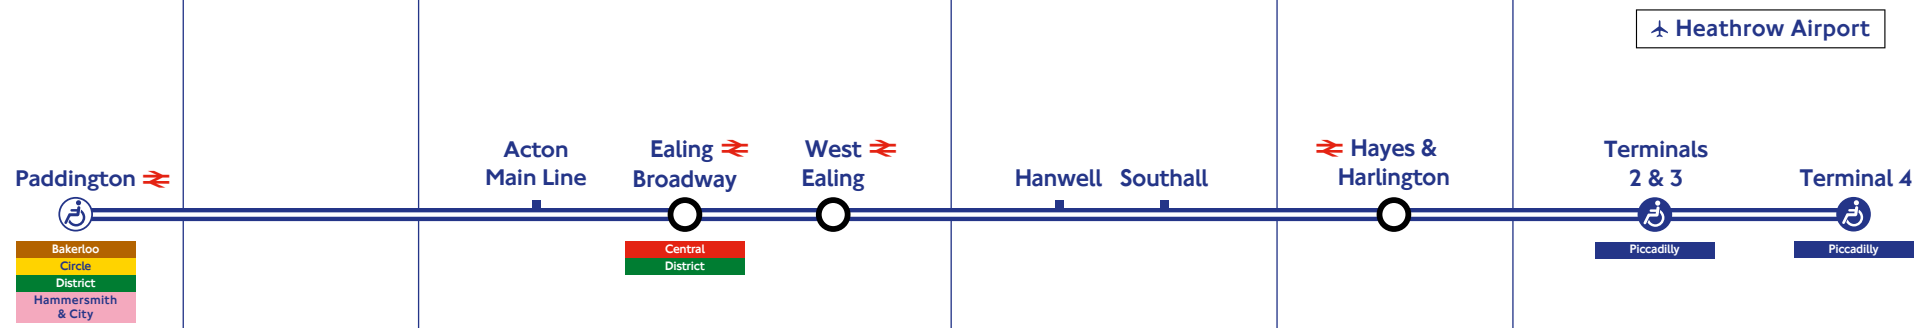 Heathrow Airport
Paddington
Bakerloo
Circle
District
Hammersmith
& City
Acton
Main Line
Ealing
Broadway
Central
District
West
Ealing
Hanwell
Southall
Hayes &
Harlington
Terminals
2 & 3
Piccadilly
Terminal 4
Piccadilly